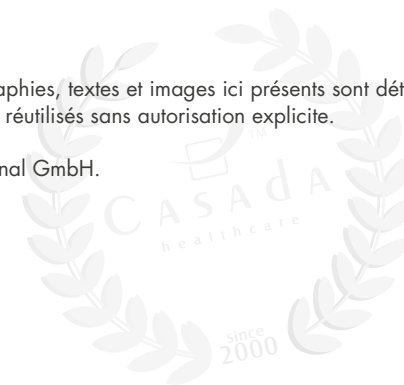 aphies, textes et images ici présents sont dét
réutilisés sans autorisation explicite.
nal GmbH.
TM
CASADA
healthcare
since
2000